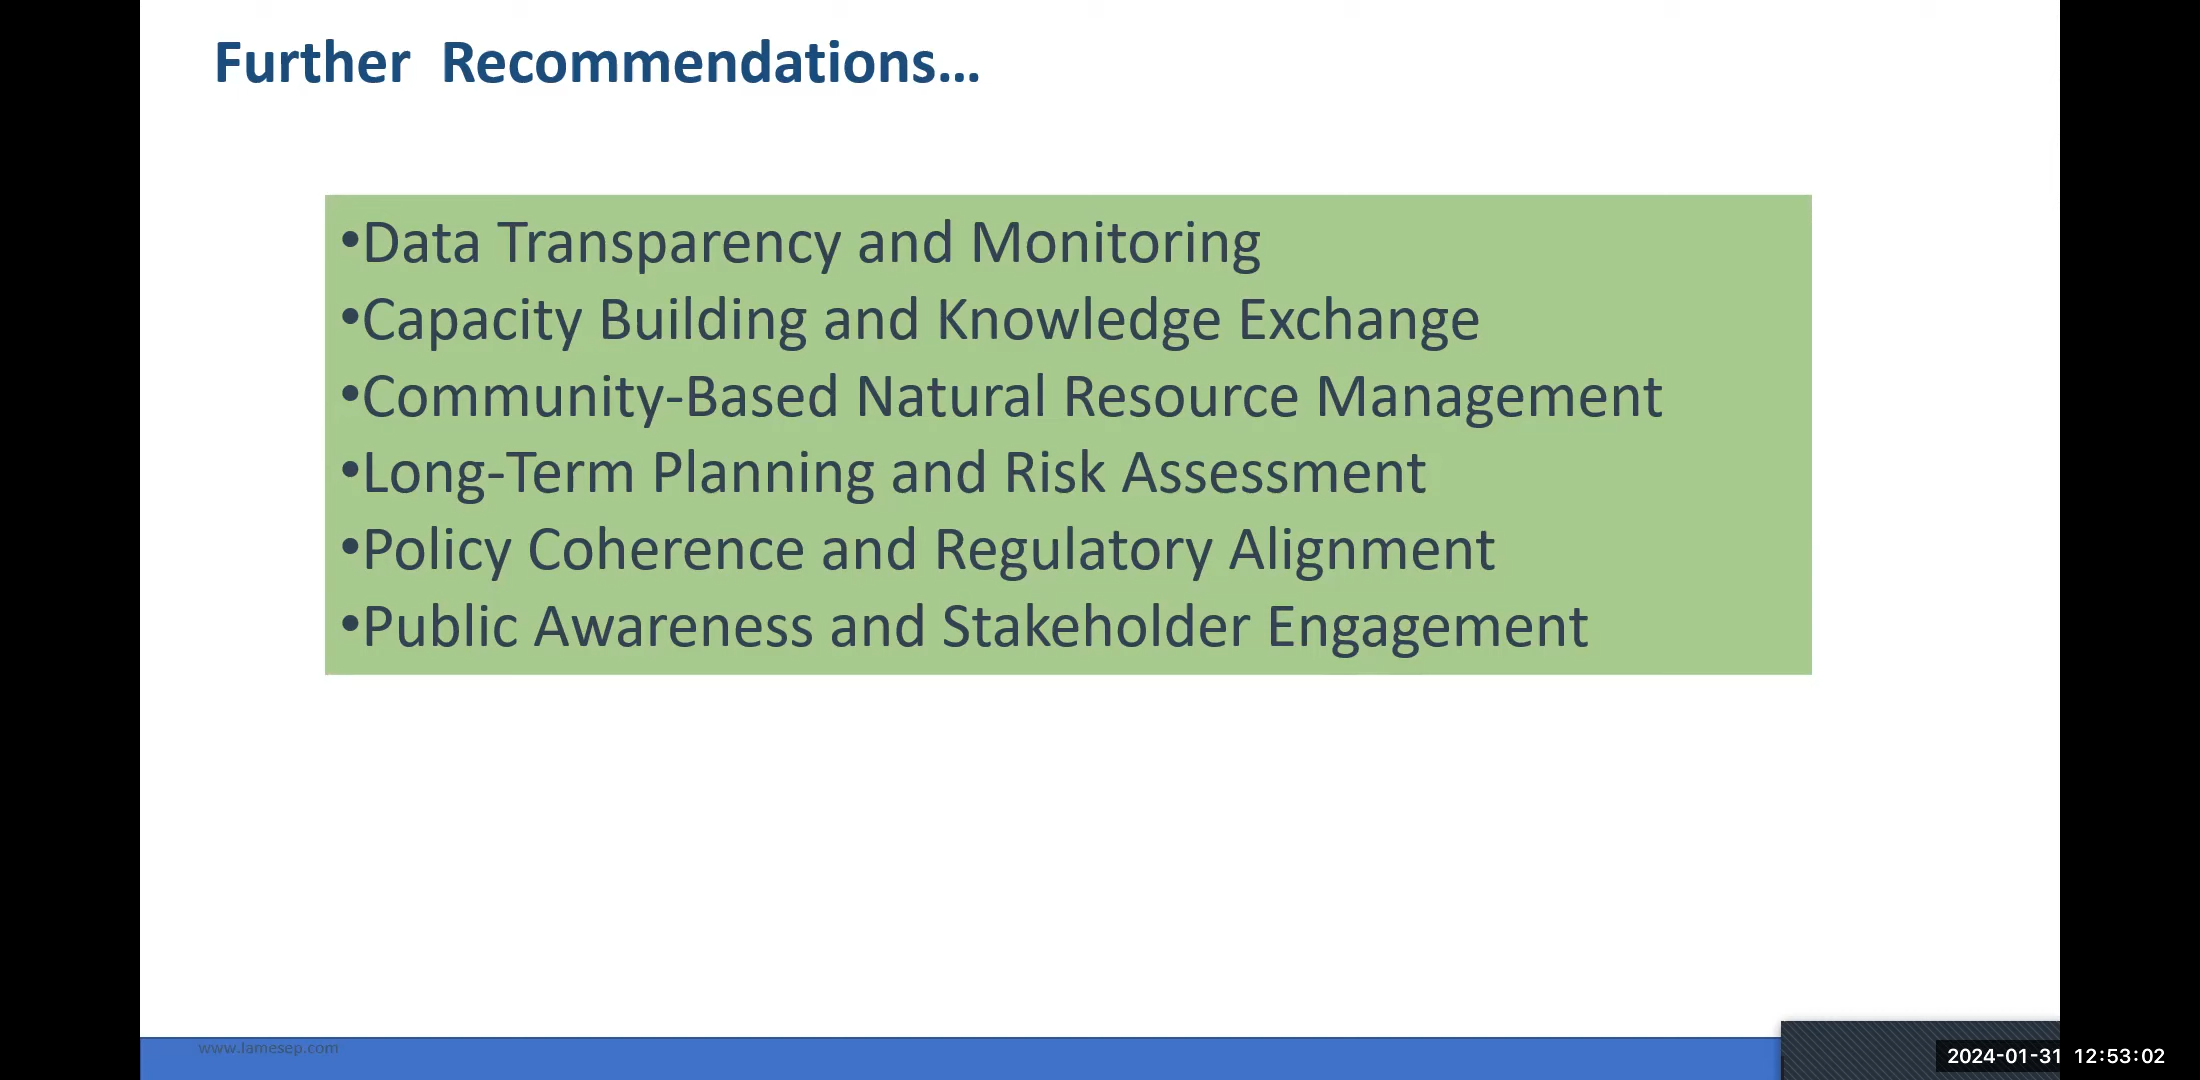 Further  Recommendations...
•Data Transparency and Monitoring
•Capacity Building and Knowledge Exchange
•Community-Based Natural Resource Management
•Long-Term Planning and Risk Assessment
•Policy Coherence and Regulatory Alignment
•Public Awareness and Stakeholder Engagement
www.lamesep.com
2024-01-31 12:53:02